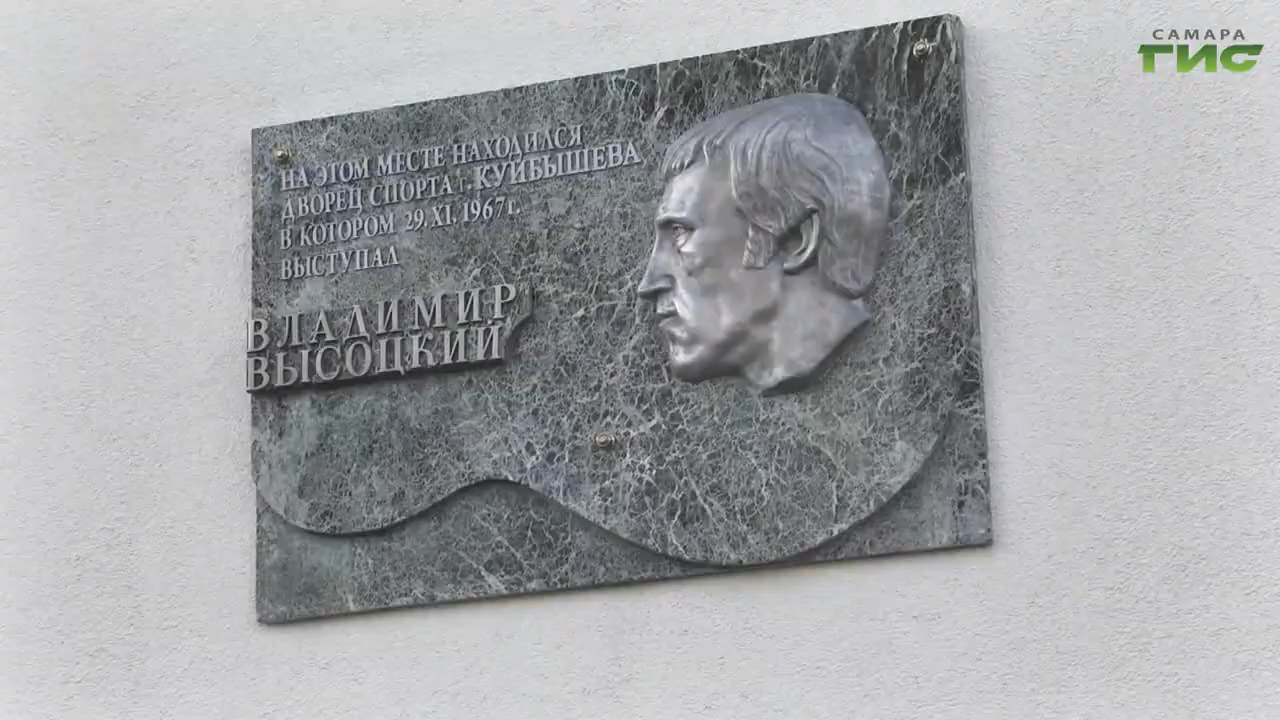 САМАРА
ГИС
НА ЭТОМ МЕСТЕ НАХОДИЛСЯ
ДВОРЕЦ СПОРТА г. КУЙБЫШЕВА
В КОТОРОМ 29.XI.1967г.
ВЫСТУПАЛ
ВЛАДИМИР
ВЫСОЦКИЙ